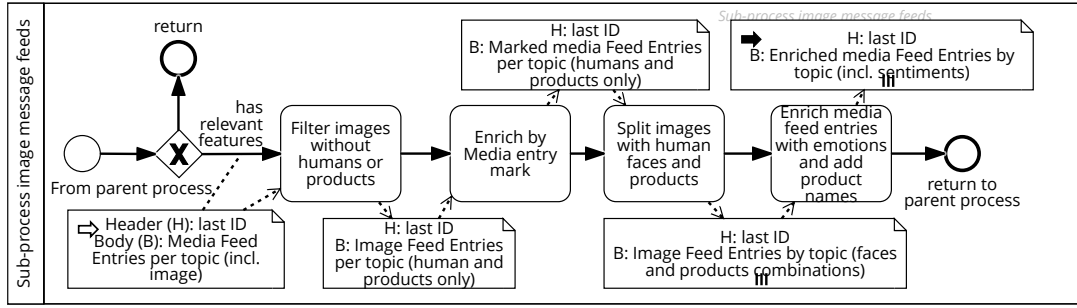 Sub-process image message feeds
Sub-process image message feeds
return
H: last ID
B: Marked media Feed Entries
per topic (humans and
products only)
H: last ID
B: Enriched media Feed Entries by
topic (incl. sentiments)
has
relevant
features
Filter images
without
humans or
products
Enrich by
Media entry
mark
Split images
with human
faces and
products
Enrich media
feed entries
with emotions
and add
product
names
X
From parent process
return to
parent process
Header (H): last ID
Body (B): Media Feed
Entries per topic (incl.
image)
H: last ID
B: Image Feed Entries
per topic (human and
products only)
H: last ID
B: Image Feed Entries by topic (faces
and products combinations)